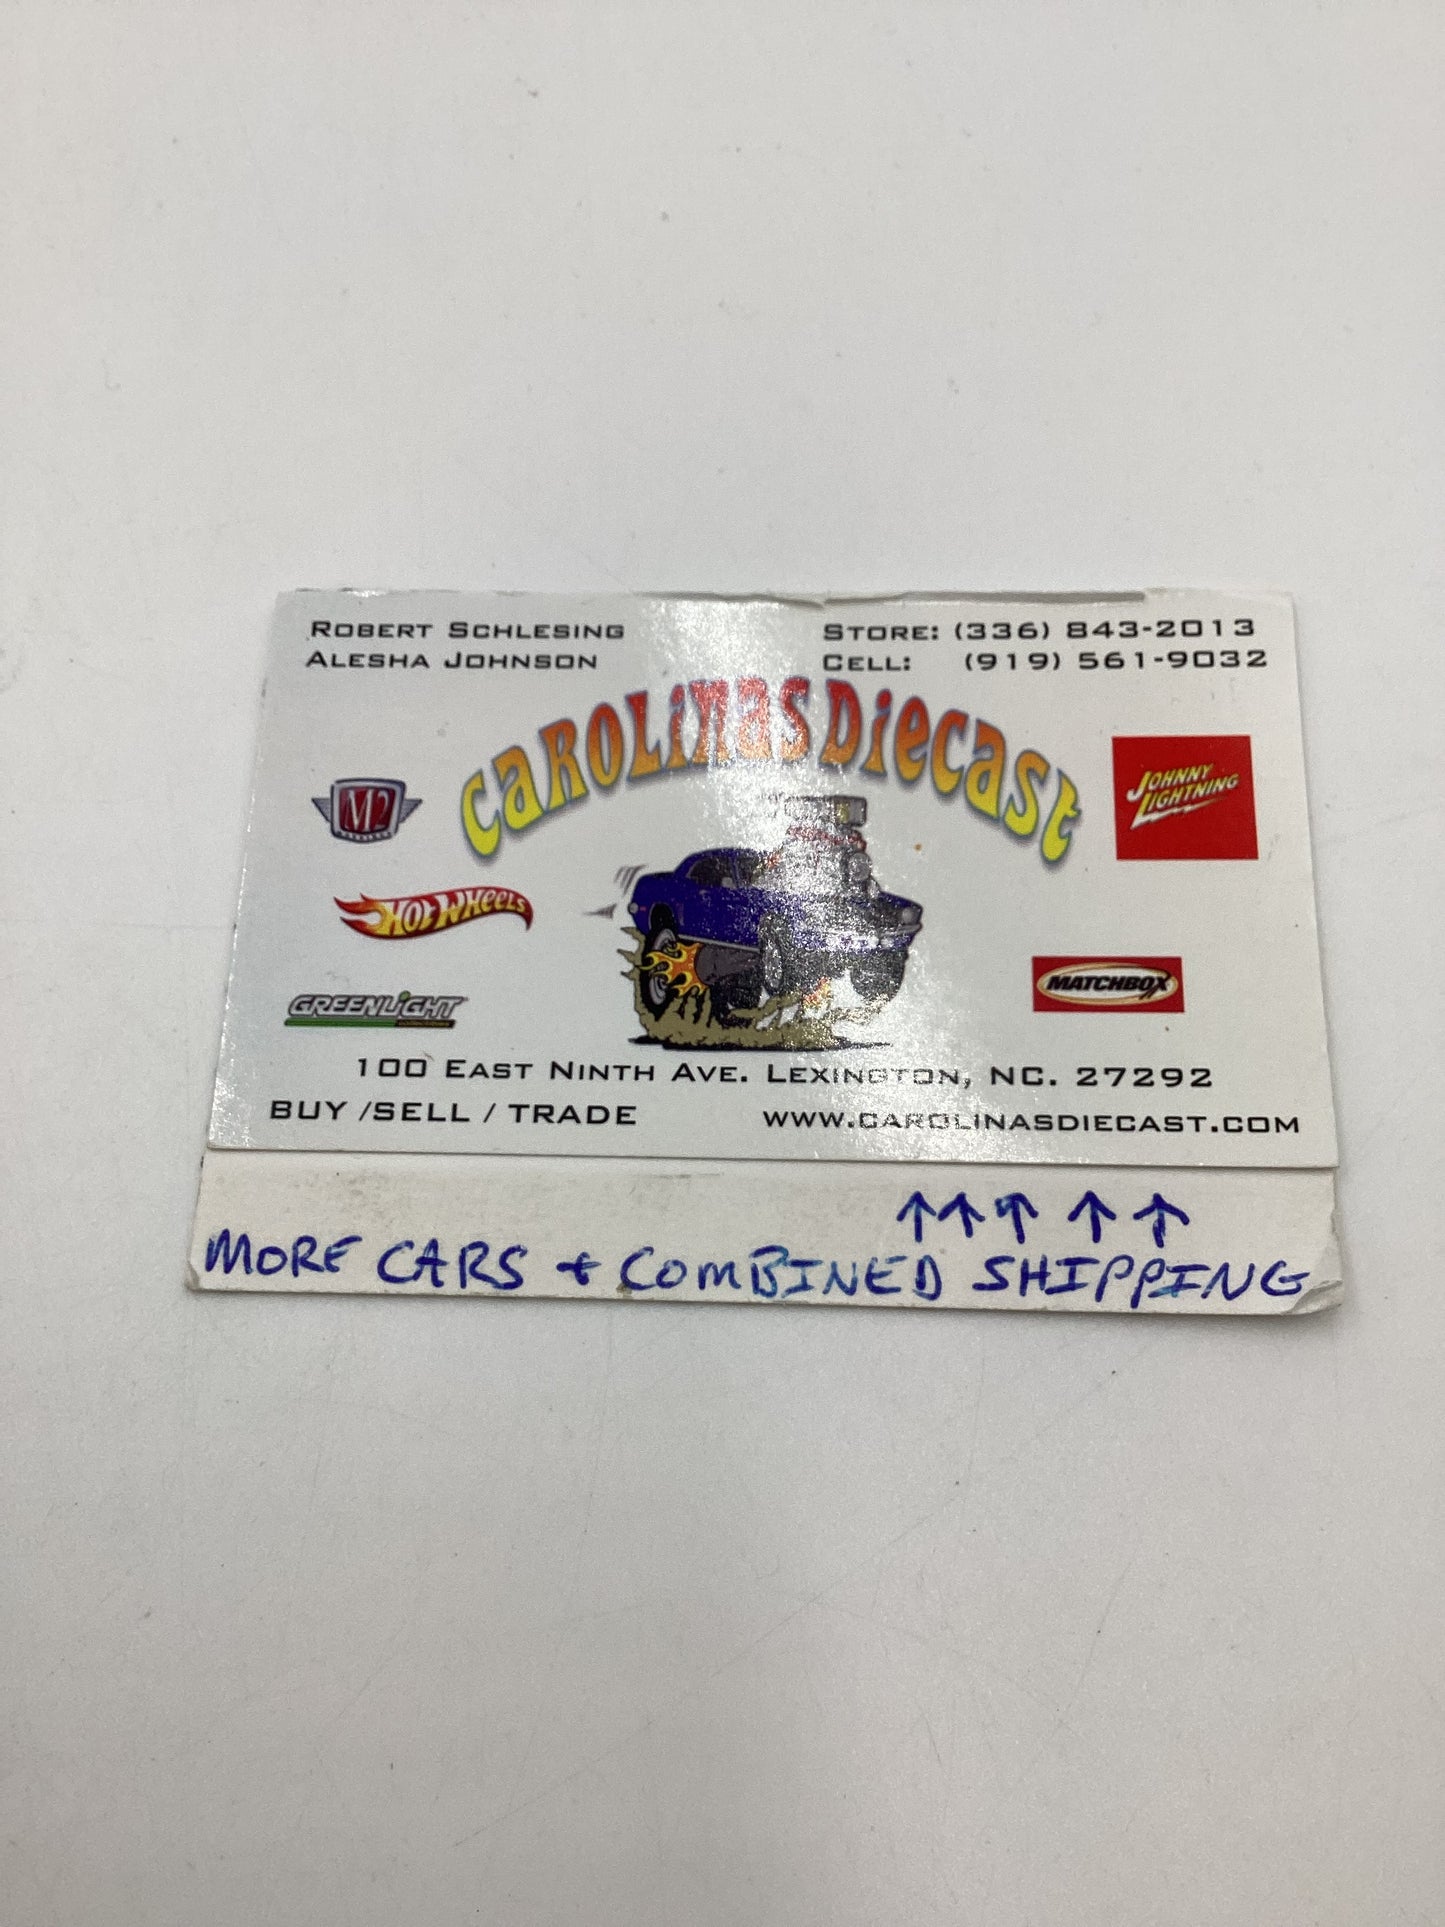 ROBERT SCHLESING
ALESHA JOHNSON
STORE: (336) 843-2013
CELL: (919) 561-9032
CAROLINAS DIECAST
M2
JOHNNY LIGHTNING
HOT WHEELS
MATCHBOX
GREENLIGHT
100 EAST NINTH AVE. LEXINGTON, NC. 27292
BUY /SELL / TRADE
WWW.CAROLINASDIECAST.COM
↑↑↑ ↑ ↑
MORE CARS + COMBINED SHIPPING